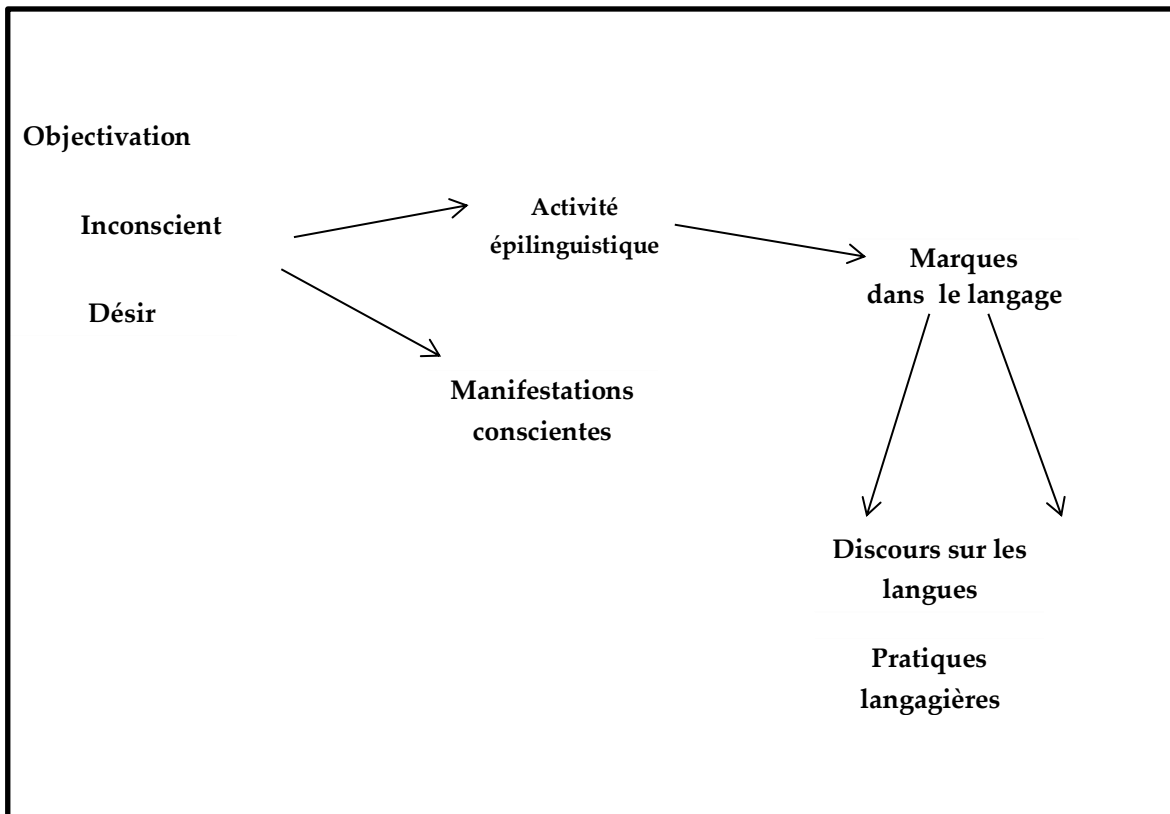 Objectivation
Inconscient
Désir
Activité
épilinguistique
Manifestations
conscientes
Marques
dans le langage
Discours sur les
langues
Pratiques
langagières